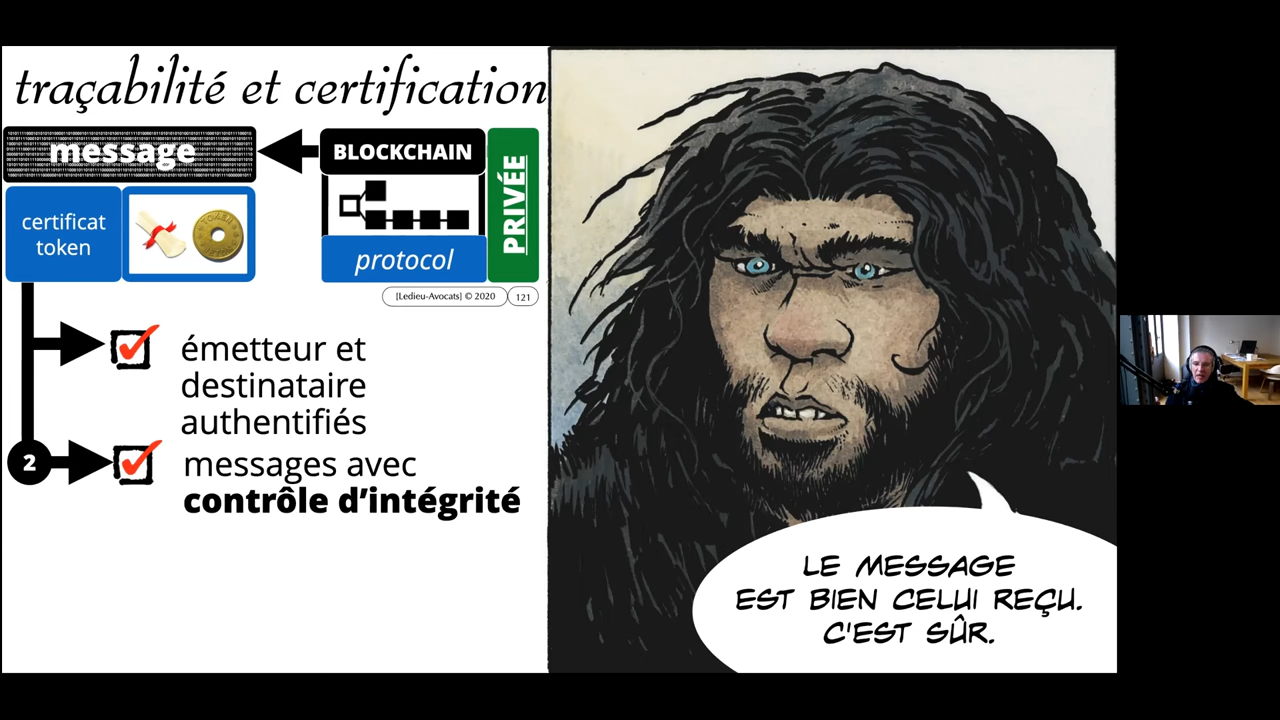 traçabilité et certification
message
BLOCKCHAIN
PRIVÉE
certificat
token
protocol
[Ledieu-Avocats] © 2020
121
émetteur et
destinataire
authentifiés
2
messages avec
contrôle d’intégrité
LE MESSAGE
EST BIEN CELUI REÇU.
C'EST SÛR.